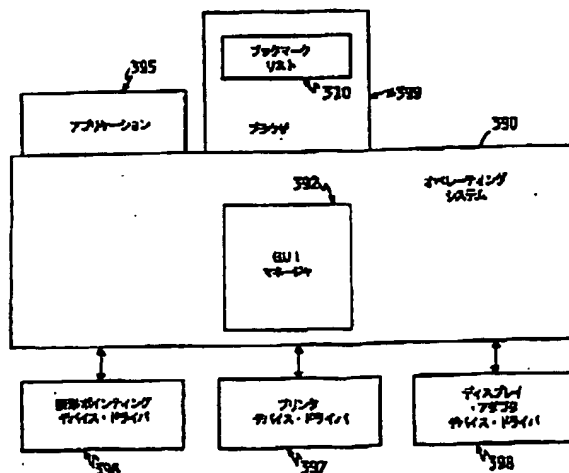 ブックマーク
リスト
395
320
399
アプリケーション
ブラウザ
390
392
オペレーティング
システム
GUI
マネージャ
ポインティング
デバイス・ドライバ
プリンタ
デバイス・ドライバ
ディスプレイ
・アダプタ
デバイス・ドライバ
396
397
398